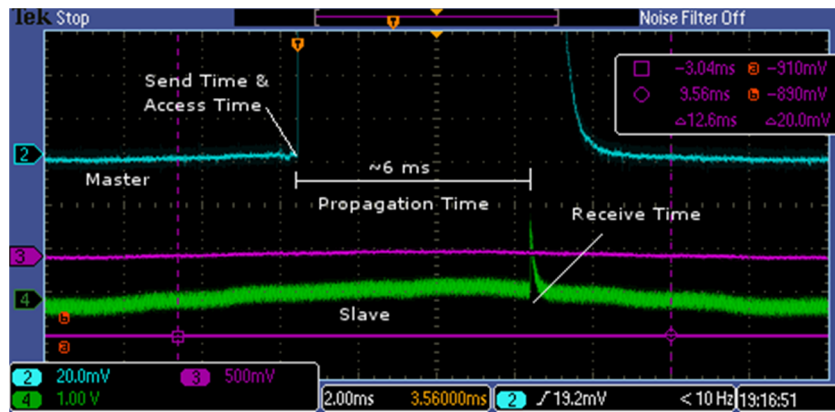 Tek Stop
Noise Filter Off
T
T
-3.04ms a -910mV
9.56ms b -890mV
△12.6ms △20.0mV
Send Time &
Access Time
2
Master
~6 ms
Propagation Time
Receive Time
3
4
Slave
b
a
2 20.0mV 3 500mV
4 1.00 V
2.00ms 3.56000ms
2 19.2mV
< 10 Hz
19:16:51